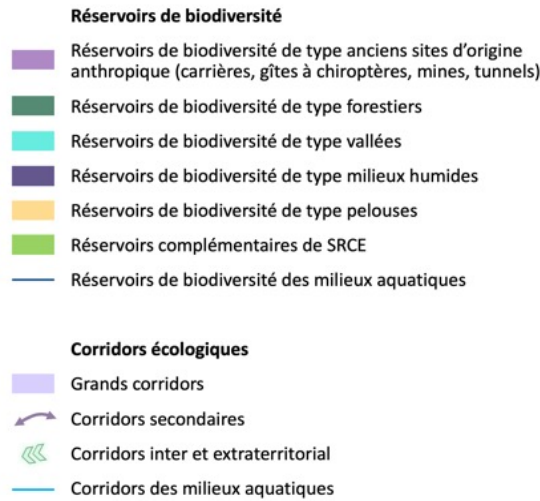 Réservoirs de biodiversité
Réservoirs de biodiversité de type anciens sites d'origine
anthropique (carrières, gîtes à chiroptères, mines, tunnels)
Réservoirs de biodiversité de type forestiers
Réservoirs de biodiversité de type vallées
Réservoirs de biodiversité de type milieux humides
Réservoirs de biodiversité de type pelouses
Réservoirs complémentaires de SRCE
Réservoirs de biodiversité des milieux aquatiques
Corridors écologiques
Grands corridors
Corridors secondaires
Corridors inter et extraterritorial
Corridors des milieux aquatiques